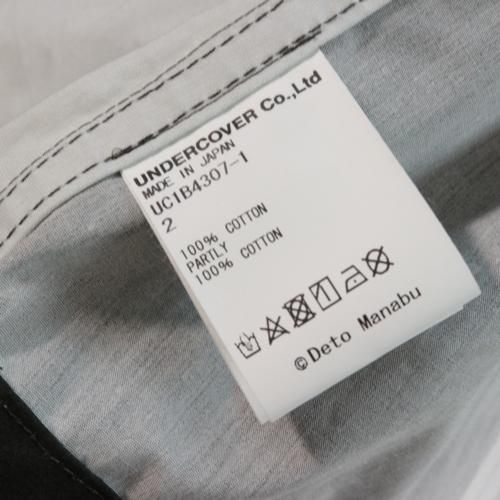 UNDERCOVER Co.,Ltd
MADE IN JAPAN
UC1B4307-1
2
100% COTTON
PARTLY
100% COTTON
©Deto Manabu